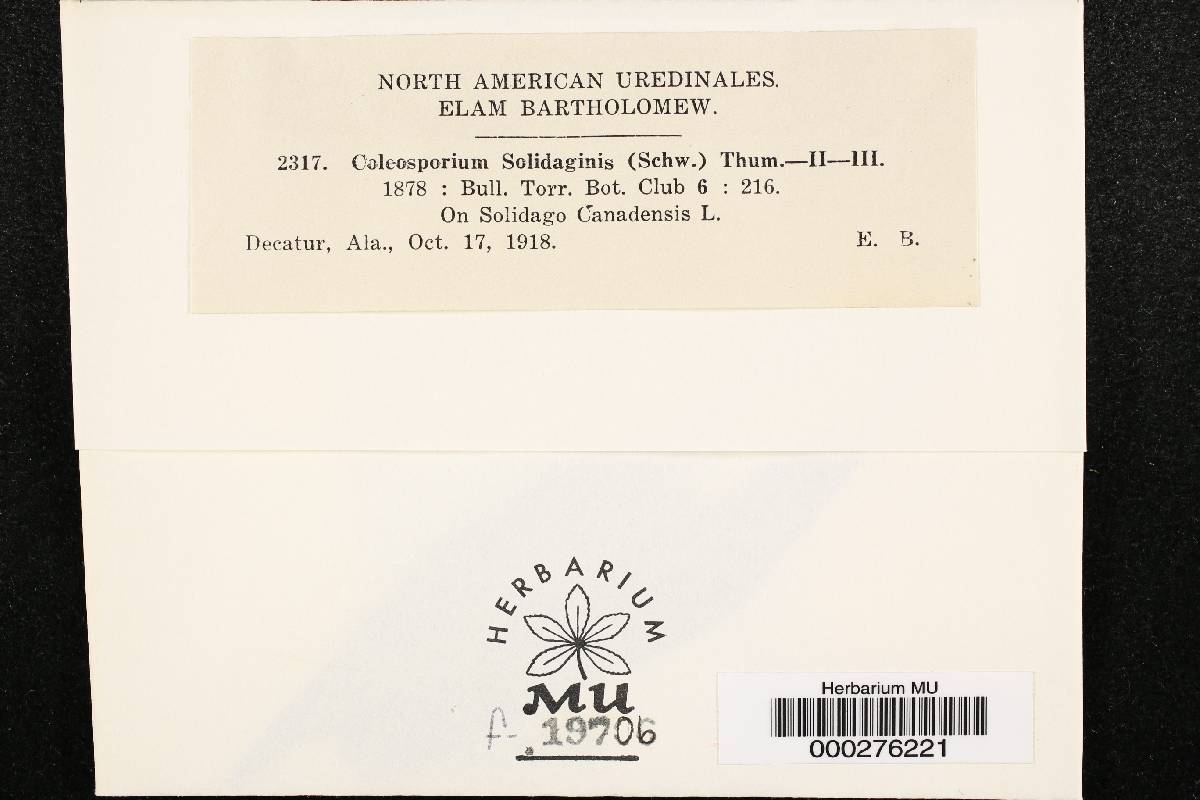 NORTH AMERICAN UREDINALES.
ELAM BARTHOLOMEW.
2317. Coleosporium Solidaginis (Schw.) Thum.—II—III.
1878 : Bull. Torr. Bot. Club 6 : 216.
On Solidago Canadensis L.
Decatur, Ala., Oct. 17, 1918. E. B.
HERBARIUM
MU
A 19706
Herbarium MU
000276221